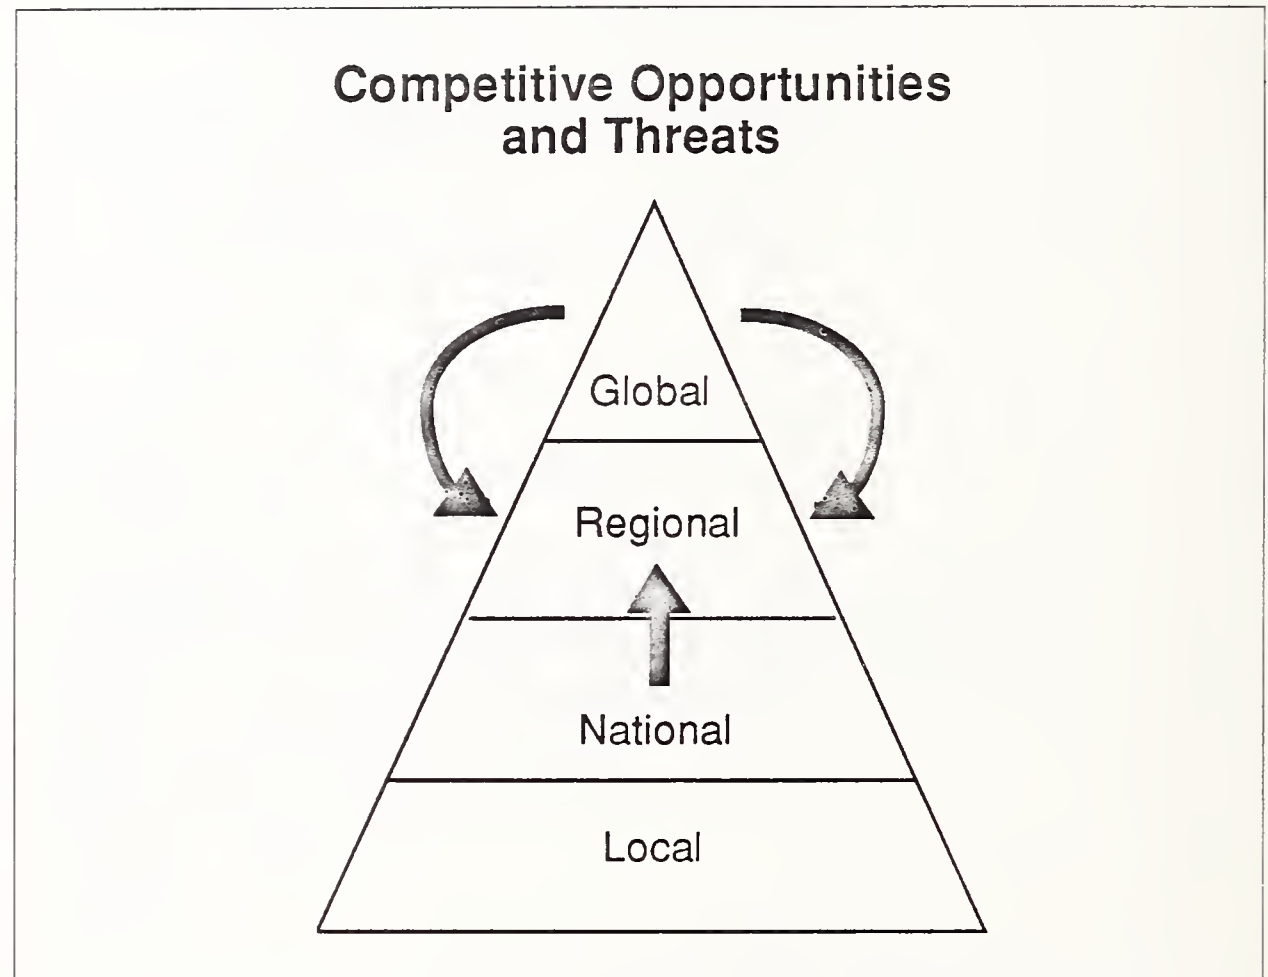 Competitive Opportunities
and Threats
Global
Regional
National
Local